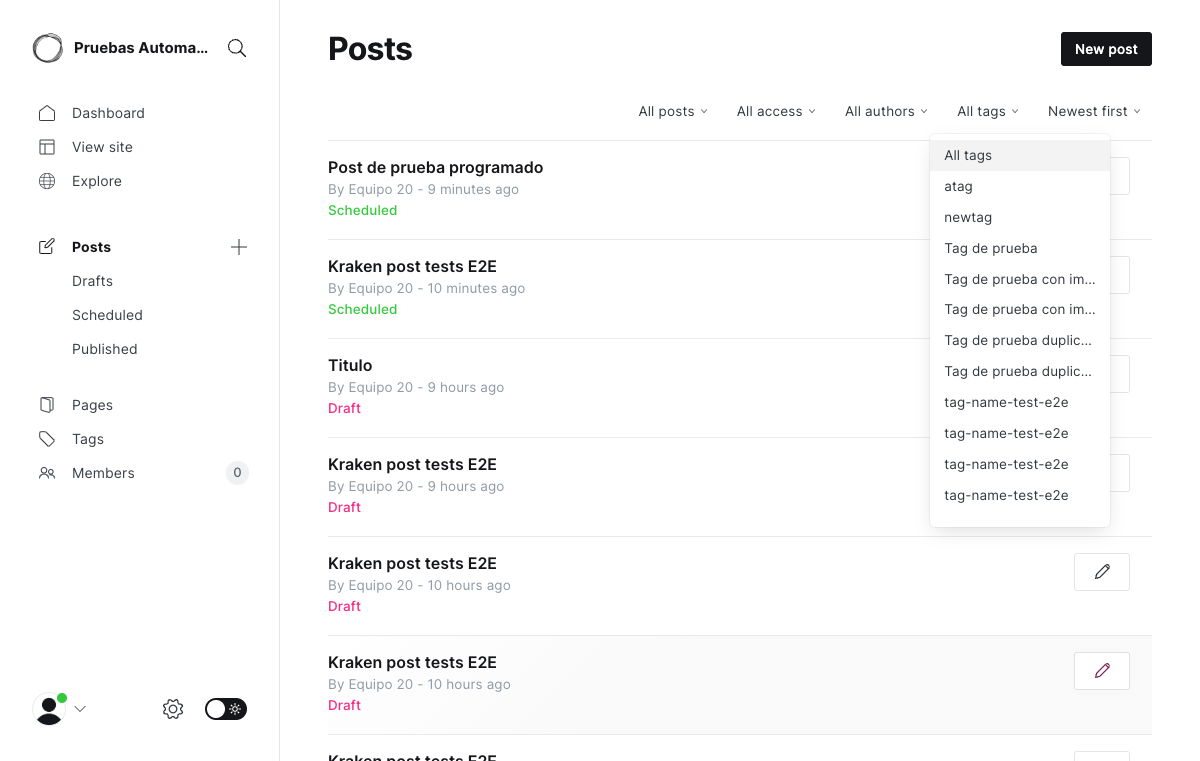 Pruebas Automa...
Dashboard
View site
Explore
Posts
Drafts
Scheduled
Published
Pages
Tags
Members 0
Posts
New post
All posts
All access
All authors
All tags
Newest first
All tags
atag
newtag
Tag de prueba
Tag de prueba con im...
Tag de prueba con im...
Tag de prueba duplic...
Tag de prueba duplic...
tag-name-test-e2e
tag-name-test-e2e
tag-name-test-e2e
tag-name-test-e2e
Post de prueba programado
By Equipo 20 - 9 minutes ago
Scheduled
Kraken post tests E2E
By Equipo 20 - 10 minutes ago
Scheduled
Titulo
By Equipo 20 - 9 hours ago
Draft
Kraken post tests E2E
By Equipo 20 - 9 hours ago
Draft
Kraken post tests E2E
By Equipo 20 - 10 hours ago
Draft
Kraken post tests E2E
By Equipo 20 - 10 hours ago
Draft
Kraken post tests E2E